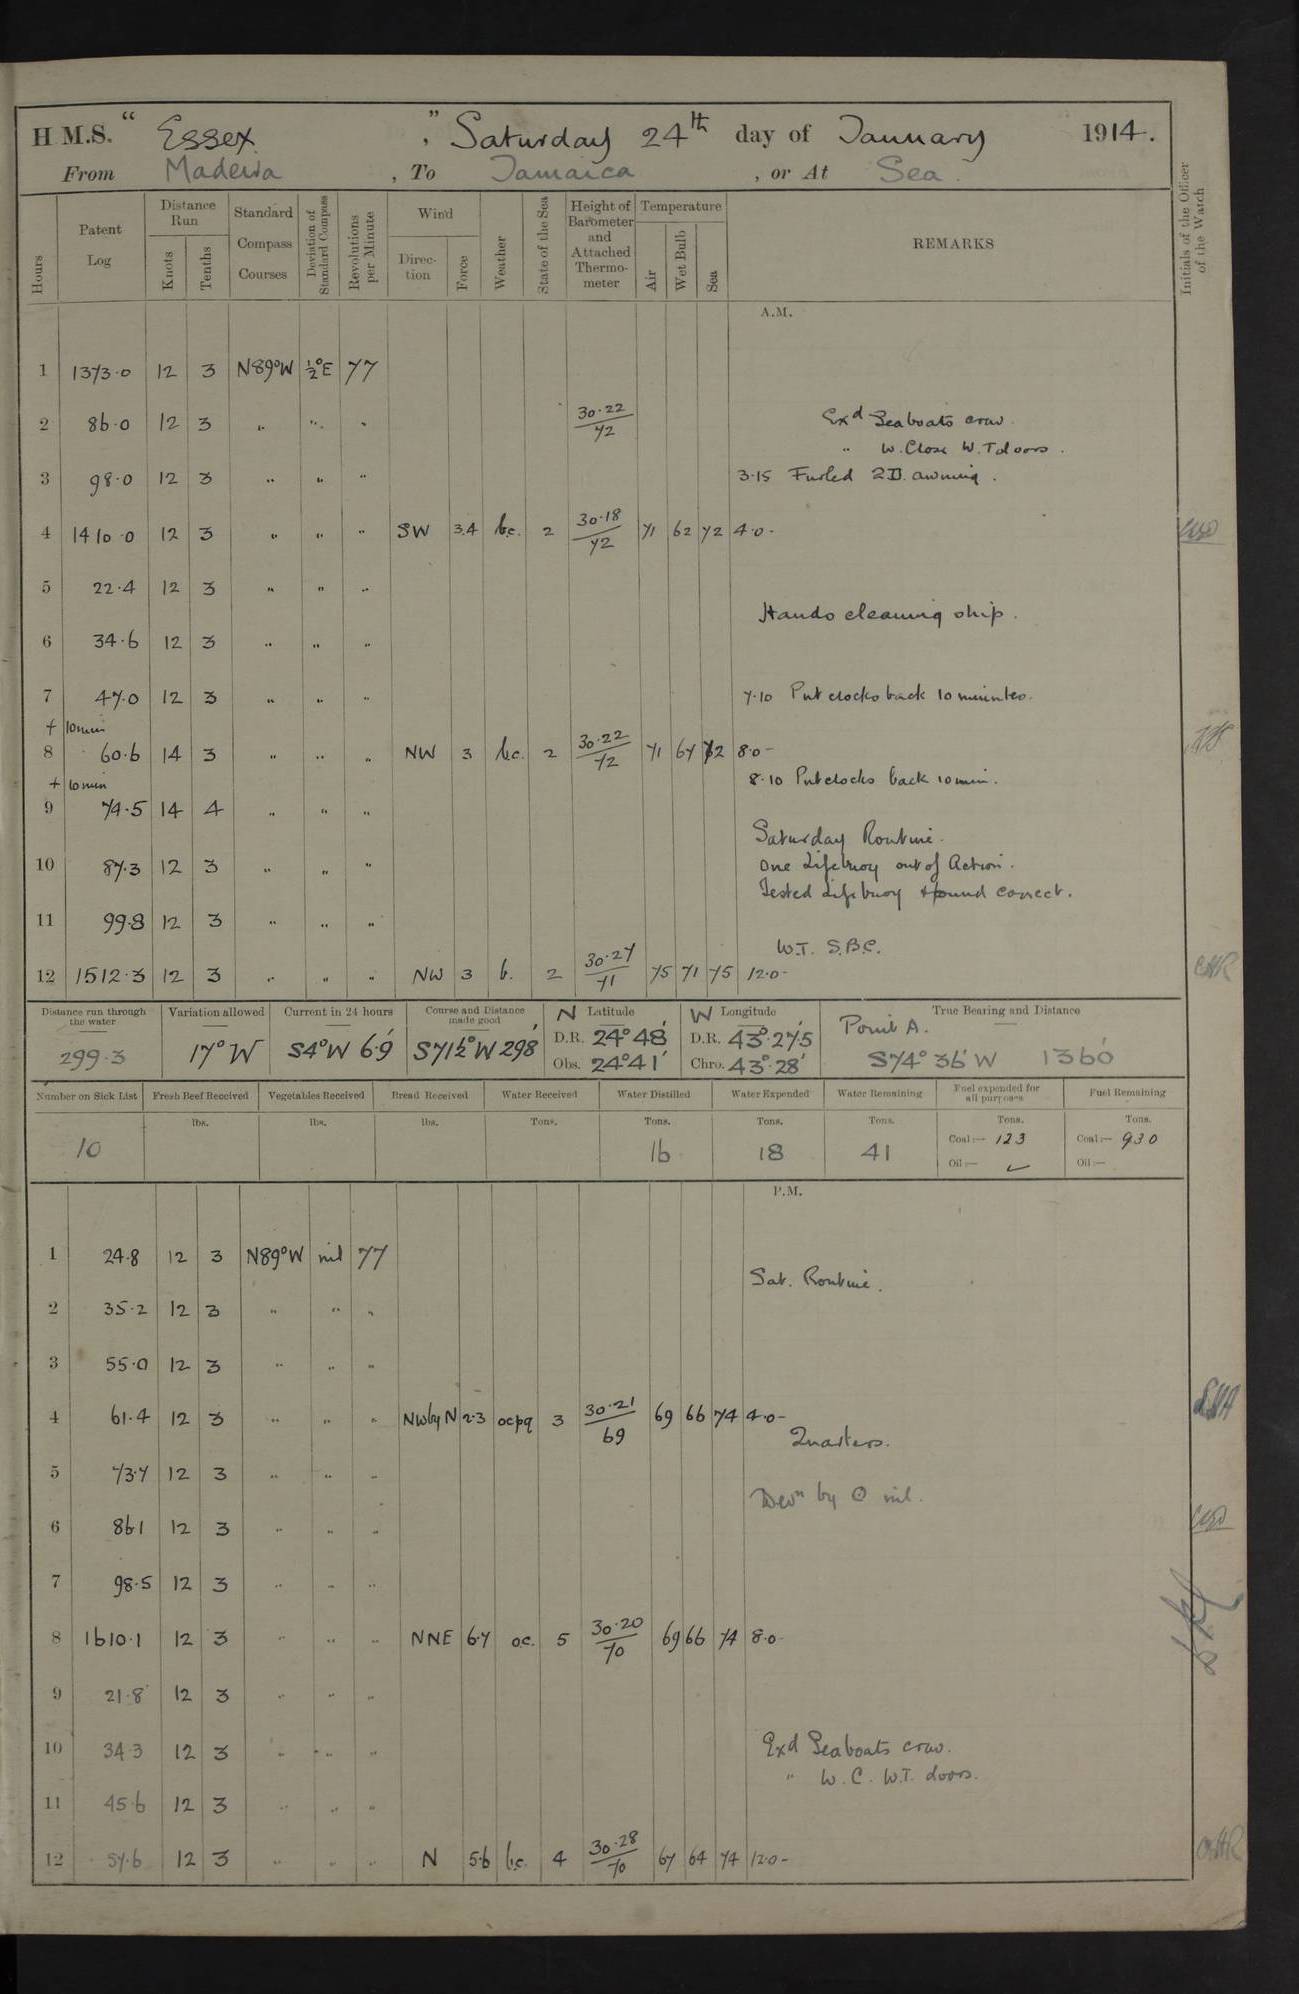 H M.S. " Essex ", Saturday 24th day of January 1914.
From Madeira, To Jamaica, or At Sea.
Hours | Patent Log | Distance Run Knots Tenths | Standard Compass Courses | Deviation of Standard Compass | Revolutions per Minute | Wind Direction Force | Weather | State of the Sea | Height of Barometer and Attached Thermometer | Temperature Air Wet Bulb Sea | REMARKS | Initials of the Officer of the Watch
A.M.
1 1373.0 12 3 N89°W ½°E 77
2 86.0 12 3 " " " 30.22/72 Exd Seaboats crew.
" W. Close W.T doors.
3 98.0 12 3 " " " 3.15 Furled 2D. awning.
4 1410.0 12 3 " " " SW 3.4 b.c. 2 30.18/72 71 62 72 4.0-
5 22.4 12 3 " " "
Hands cleaning ship.
6 34.6 12 3 " " "
7 47.0 12 3 " " " 7.10 Put clocks back 10 minutes.
+ 10 min
8 60.6 14 3 " " " NW 3 b.c. 2 30.22/72 71 67 72 8.0-
+ 10 min 8.10 Put clocks back 10 min.
9 74.5 14 4 " " "
Saturday Routine.
10 87.3 12 3 " " " One Lifebuoy out of Action.
Tested Lifebuoy & found correct.
11 99.8 12 3 " " "
W.T. S.B.C.
12 1512.3 12 3 " " " NW 3 b. 2 30.27/71 75 71 75 12.0-
Distance run through the water | Variation allowed | Current in 24 hours | Course and Distance made good | N Latitude | W Longitude | True Bearing and Distance
299.3 | 17° W | S4°W 6.9' | S71½°W 298' | D.R. 24°48' | D.R. 43°.27.5' | Point A.
Obs. 24°41' | Chro. 43°.28' | S74° 36' W 1360'
Number on Sick List | Fresh Beef Received | Vegetables Received | Bread Received | Water Received | Water Distilled | Water Expended | Water Remaining | Fuel expended for all purposes | Fuel Remaining
lbs. lbs. lbs. Tons. Tons. Tons. Tons. Tons. Tons.
10 16 18 41 Coal:— 123 Coal:— 930
Oil:— ✓ Oil:—
P.M.
1 24.8 12 3 N89°W nil 77
Sat. Routine.
2 35.2 12 3 " " "
3 55.0 12 3 " " "
4 61.4 12 3 " " " NWbyN 2.3 ocpq 3 30.21/69 69 66 74 4.0-
Quarters.
5 73.7 12 3 " " "
Devn by ⊙ nil.
6 86.1 12 3 " " "
7 98.5 12 3 " " "
8 1610.1 12 3 " " " NNE 6.7 o.c. 5 30.20/70 69 66 74 8.0-
9 21.8 12 3 " " "
10 34.3 12 3 " " " Exd Seaboats crew.
" W.C. W.T. doors.
11 45.6 12 3 " " "
12 57.6 12 3 " " " N 5.6 b.c. 4 30.28/70 67 64 74 12.0-